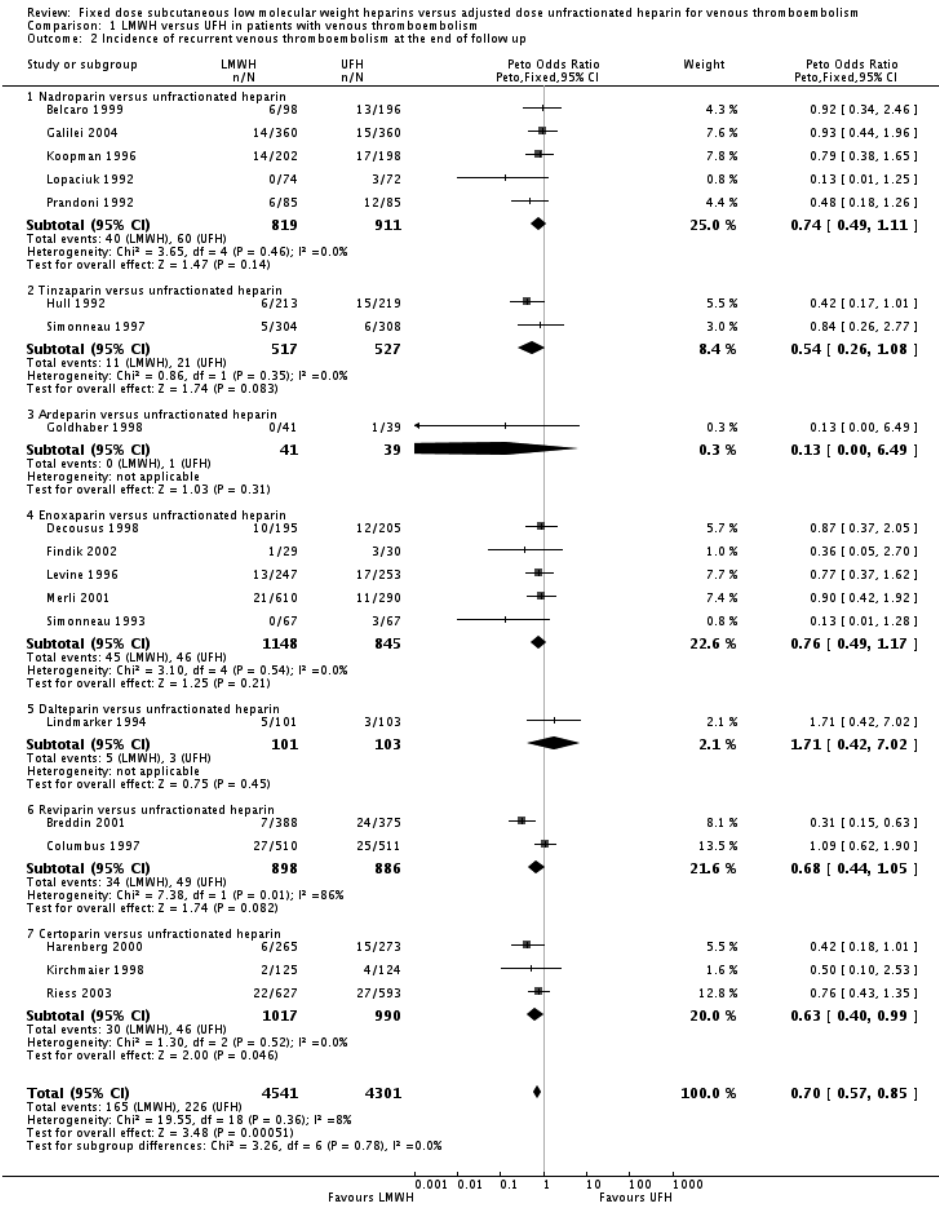 Review: Fixed dose subcutaneous low molecular weight heparins versus adjusted dose unfractionated heparin for venous thromboembolism
Comparison: 1 LMWH versus UFH in patients with venous thromboembolism
Outcome: 2 Incidence of recurrent venous thromboembolism at the end of follow up
Study or subgroup LMWH UFH Peto Odds Ratio Weight Peto Odds Ratio
n/N n/N Peto,Fixed,95% CI Peto,Fixed,95% CI
1 Nadroparin versus unfractionated heparin
Belcaro 1999 6/98 13/196 4.3 % 0.92 [ 0.34, 2.46 ]
Galilei 2004 14/360 15/360 7.6 % 0.93 [ 0.44, 1.96 ]
Koopman 1996 14/202 17/198 7.8 % 0.79 [ 0.38, 1.65 ]
Lopaciuk 1992 0/74 3/72 0.8 % 0.13 [ 0.01, 1.25 ]
Prandoni 1992 6/85 12/85 4.4 % 0.48 [ 0.18, 1.26 ]
Subtotal (95% CI) 819 911 25.0 % 0.74 [ 0.49, 1.11 ]
Total events: 40 (LMWH), 60 (UFH)
Heterogeneity: Chi² = 3.65, df = 4 (P = 0.46); I² =0.0%
Test for overall effect: Z = 1.47 (P = 0.14)
2 Tinzaparin versus unfractionated heparin
Hull 1992 6/213 15/219 5.5 % 0.42 [ 0.17, 1.01 ]
Simonneau 1997 5/304 6/308 3.0 % 0.84 [ 0.26, 2.77 ]
Subtotal (95% CI) 517 527 8.4 % 0.54 [ 0.26, 1.08 ]
Total events: 11 (LMWH), 21 (UFH)
Heterogeneity: Chi² = 0.86, df = 1 (P = 0.35); I² =0.0%
Test for overall effect: Z = 1.74 (P = 0.083)
3 Ardeparin versus unfractionated heparin
Goldhaber 1998 0/41 1/39 0.3 % 0.13 [ 0.00, 6.49 ]
Subtotal (95% CI) 41 39 0.3 % 0.13 [ 0.00, 6.49 ]
Total events: 0 (LMWH), 1 (UFH)
Heterogeneity: not applicable
Test for overall effect: Z = 1.03 (P = 0.31)
4 Enoxaparin versus unfractionated heparin
Decousus 1998 10/195 12/205 5.7 % 0.87 [ 0.37, 2.05 ]
Findik 2002 1/29 3/30 1.0 % 0.36 [ 0.05, 2.70 ]
Levine 1996 13/247 17/253 7.7 % 0.77 [ 0.37, 1.62 ]
Merli 2001 21/610 11/290 7.4 % 0.90 [ 0.42, 1.92 ]
Simonneau 1993 0/67 3/67 0.8 % 0.13 [ 0.01, 1.28 ]
Subtotal (95% CI) 1148 845 22.6 % 0.76 [ 0.49, 1.17 ]
Total events: 45 (LMWH), 46 (UFH)
Heterogeneity: Chi² = 3.10, df = 4 (P = 0.54); I² =0.0%
Test for overall effect: Z = 1.25 (P = 0.21)
5 Dalteparin versus unfractionated heparin
Lindmarker 1994 5/101 3/103 2.1 % 1.71 [ 0.42, 7.02 ]
Subtotal (95% CI) 101 103 2.1 % 1.71 [ 0.42, 7.02 ]
Total events: 5 (LMWH), 3 (UFH)
Heterogeneity: not applicable
Test for overall effect: Z = 0.75 (P = 0.45)
6 Reviparin versus unfractionated heparin
Breddin 2001 7/388 24/375 8.1 % 0.31 [ 0.15, 0.63 ]
Columbus 1997 27/510 25/511 13.5 % 1.09 [ 0.62, 1.90 ]
Subtotal (95% CI) 898 886 21.6 % 0.68 [ 0.44, 1.05 ]
Total events: 34 (LMWH), 49 (UFH)
Heterogeneity: Chi² = 7.38, df = 1 (P = 0.01); I² =86%
Test for overall effect: Z = 1.74 (P = 0.082)
7 Certoparin versus unfractionated heparin
Harenberg 2000 6/265 15/273 5.5 % 0.42 [ 0.18, 1.01 ]
Kirchmaier 1998 2/125 4/124 1.6 % 0.50 [ 0.10, 2.53 ]
Riess 2003 22/627 27/593 12.8 % 0.76 [ 0.43, 1.35 ]
Subtotal (95% CI) 1017 990 20.0 % 0.63 [ 0.40, 0.99 ]
Total events: 30 (LMWH), 46 (UFH)
Heterogeneity: Chi² = 1.30, df = 2 (P = 0.52); I² =0.0%
Test for overall effect: Z = 2.00 (P = 0.046)
Total (95% CI) 4541 4301 100.0 % 0.70 [ 0.57, 0.85 ]
Total events: 165 (LMWH), 226 (UFH)
Heterogeneity: Chi² = 19.55, df = 18 (P = 0.36); I² =8%
Test for overall effect: Z = 3.48 (P = 0.00051)
Test for subgroup differences: Chi² = 3.26, df = 6 (P = 0.78), I² =0.0%
0.001 0.01 0.1 1 10 100 1000
Favours LMWH Favours UFH